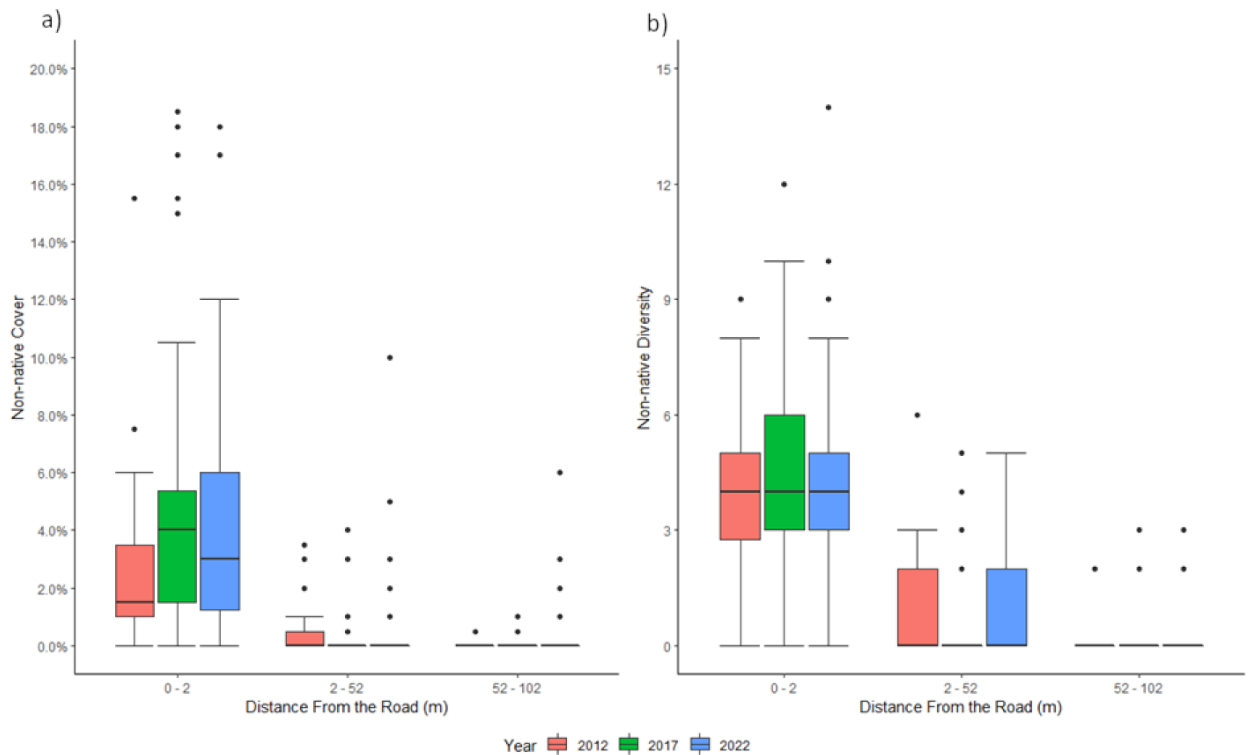 a)
Non-native Cover
20.0%
18.0%
16.0%
14.0%
12.0%
10.0%
8.0%
6.0%
4.0%
2.0%
0.0%
0 - 2
2 - 52
52 - 102
Distance From the Road (m)
b)
Non-native Diversity
15
12
9
6
3
0
0 - 2
2 - 52
52 - 102
Distance From the Road (m)
Year 2012 2017 2022